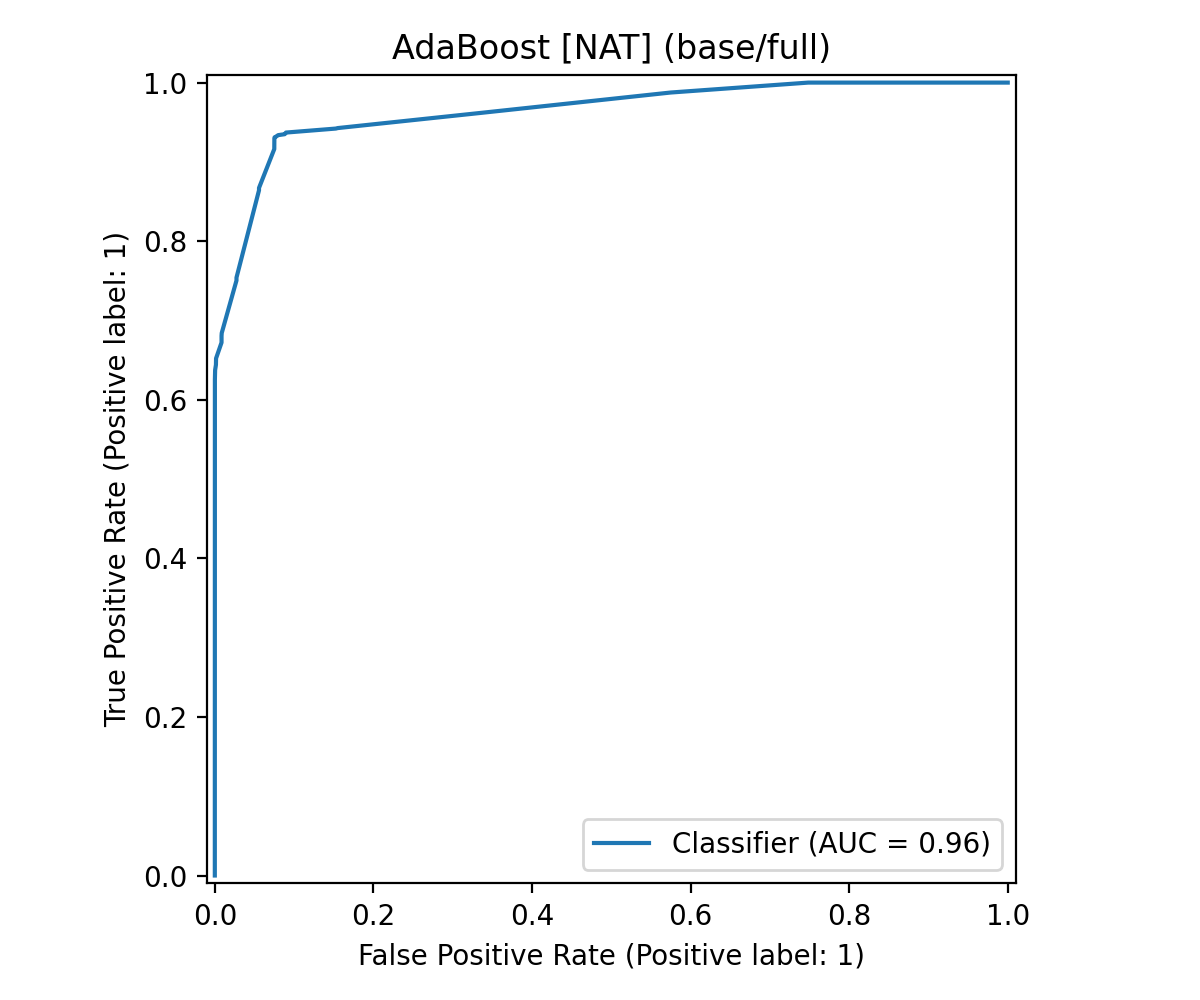 AdaBoost [NAT] (base/full)
True Positive Rate (Positive label: 1)
1.0
0.8
0.6
0.4
0.2
0.0
Classifier (AUC = 0.96)
0.0 0.2 0.4 0.6 0.8 1.0
False Positive Rate (Positive label: 1)